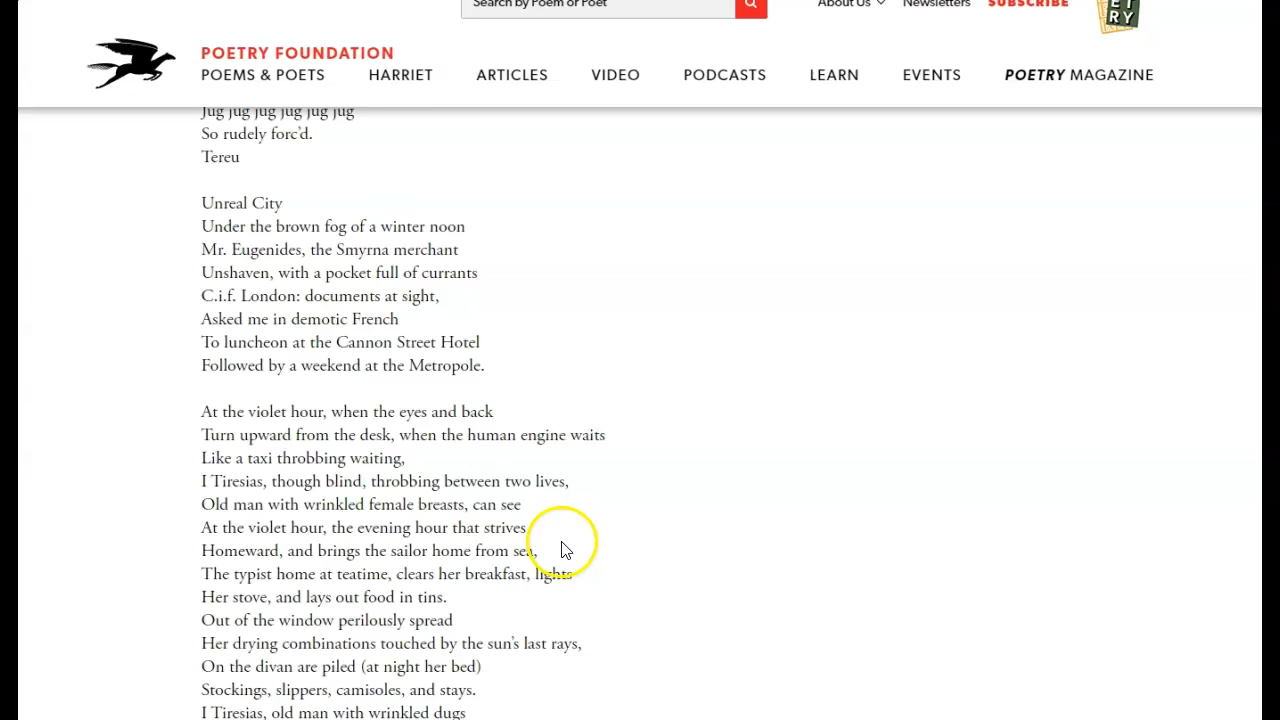 Search by Poem or Poet
About Us
Newsletters
SUBSCRIBE
ET
RY
POETRY FOUNDATION
POEMS & POETS
HARRIET
ARTICLES
VIDEO
PODCASTS
LEARN
EVENTS
POETRY MAGAZINE
Jug jug jug jug jug jug
So rudely forc'd.
Tereu
Unreal City
Under the brown fog of a winter noon
Mr. Eugenides, the Smyrna merchant
Unshaven, with a pocket full of currants
C.i.f. London: documents at sight,
Asked me in demotic French
To luncheon at the Cannon Street Hotel
Followed by a weekend at the Metropole.
At the violet hour, when the eyes and back
Turn upward from the desk, when the human engine waits
Like a taxi throbbing waiting,
I Tiresias, though blind, throbbing between two lives,
Old man with wrinkled female breasts, can see
At the violet hour, the evening hour that strives
Homeward, and brings the sailor home from sea,
The typist home at teatime, clears her breakfast, lights
Her stove, and lays out food in tins.
Out of the window perilously spread
Her drying combinations touched by the sun's last rays,
On the divan are piled (at night her bed)
Stockings, slippers, camisoles, and stays.
I Tiresias, old man with wrinkled dugs